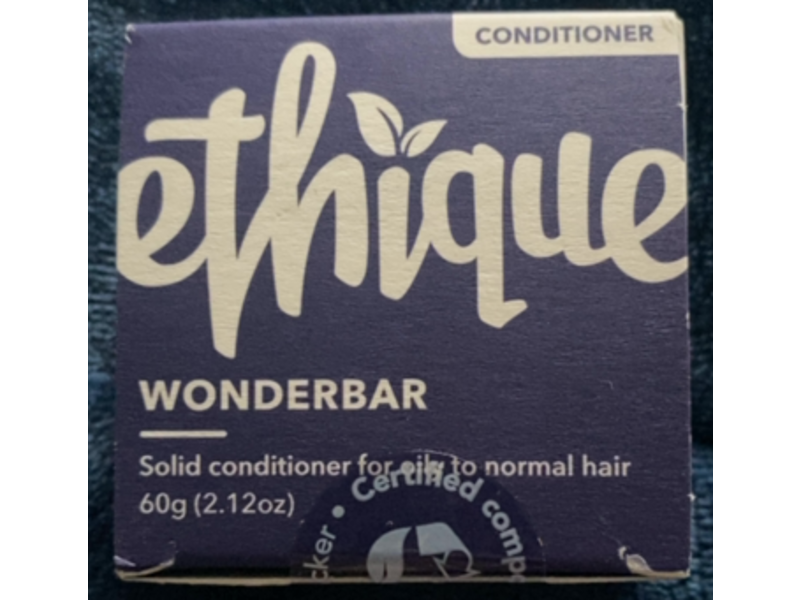 CONDITIONER
ethique
WONDERBAR
Solid conditioner for oily to normal hair
60g (2.12oz)
Certified